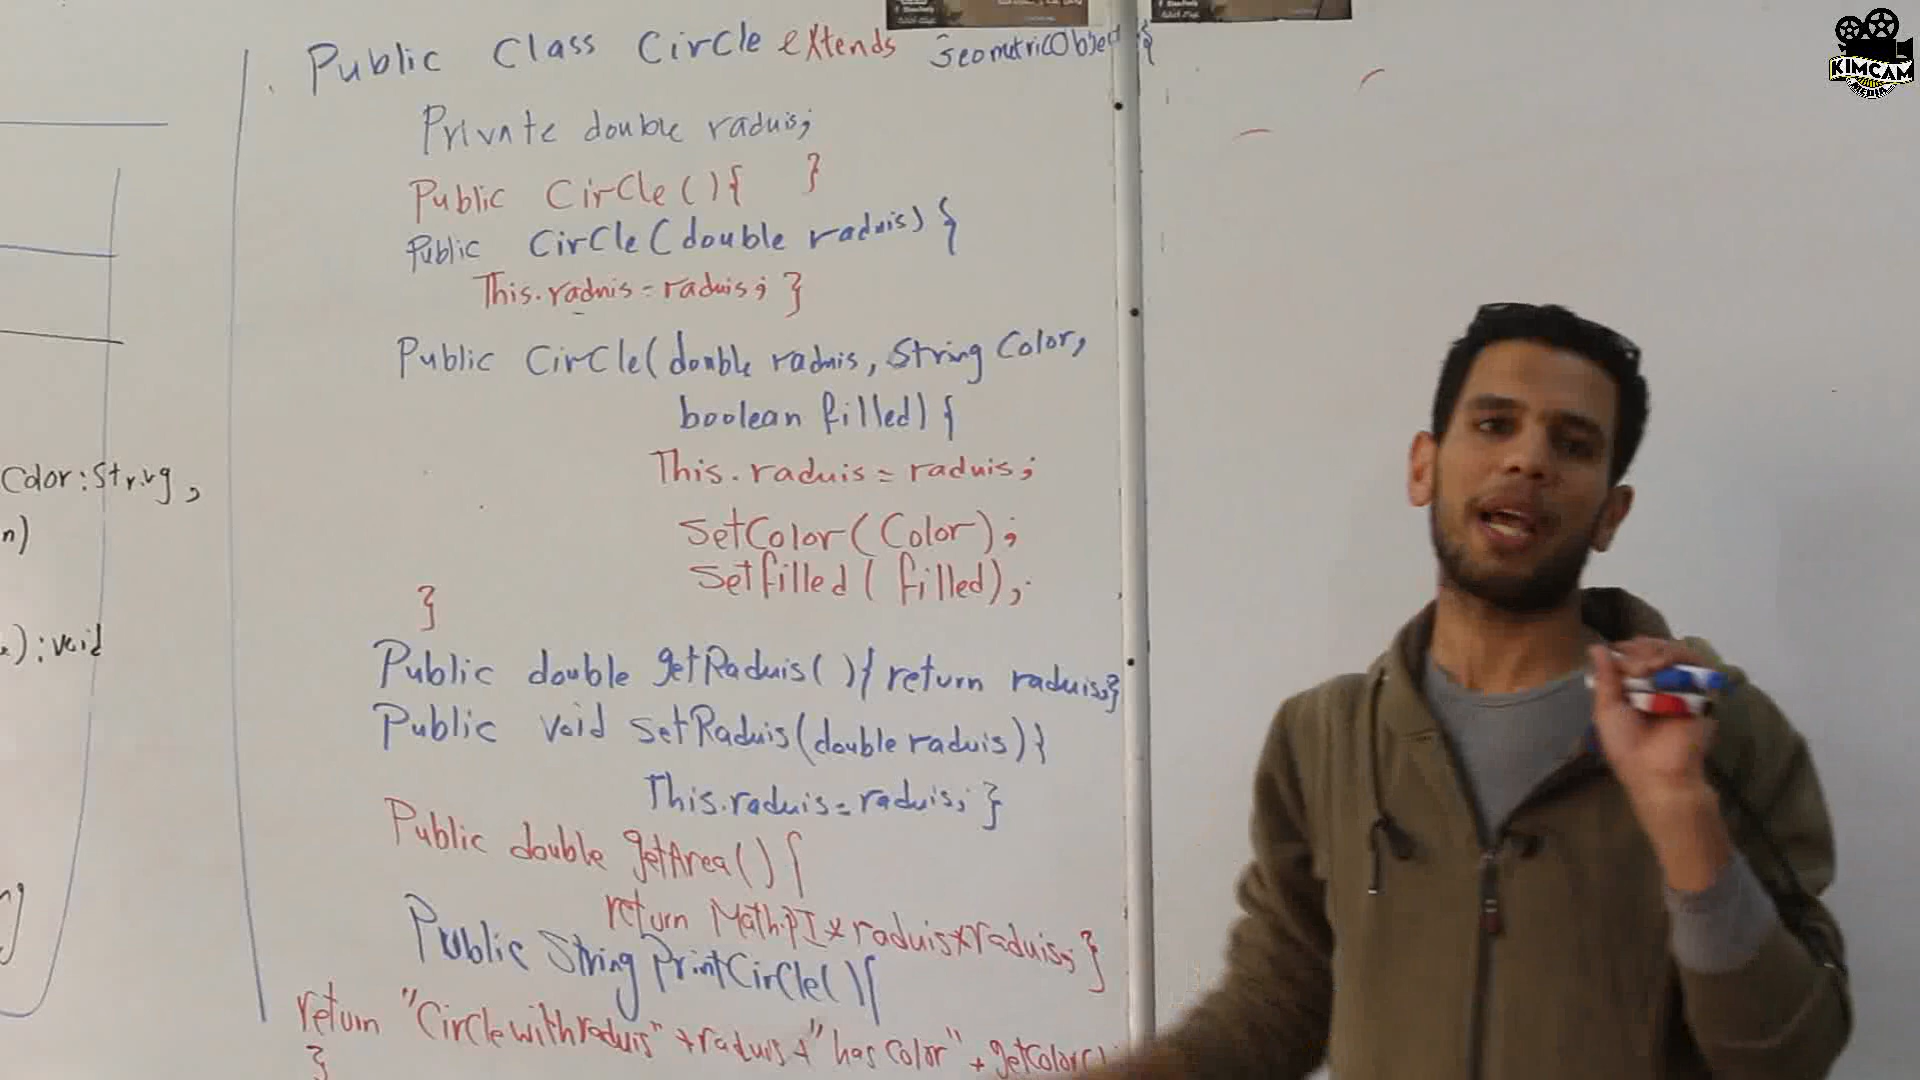 Public Class Circle extends GeometricObject {
Private double raduis;
Public Circle(){ }
Public Circle(double raduis) {
This.raduis = raduis; }
Public Circle(double raduis, String Color,
boolean filled) {
This.raduis = raduis;
SetColor(Color);
Setfilled(filled);
}
Public double getRaduis(){ return raduis;}
Public void SetRaduis(double raduis){
This.raduis = raduis; }
Public double getArea() {
return Math.PI*raduis*raduis; }
Public String PrintCircle(){
return "Circle with raduis" + raduis + "has Color" + getColor()
}
Color: String,
n)
): void
KIMCAM
MEDIA